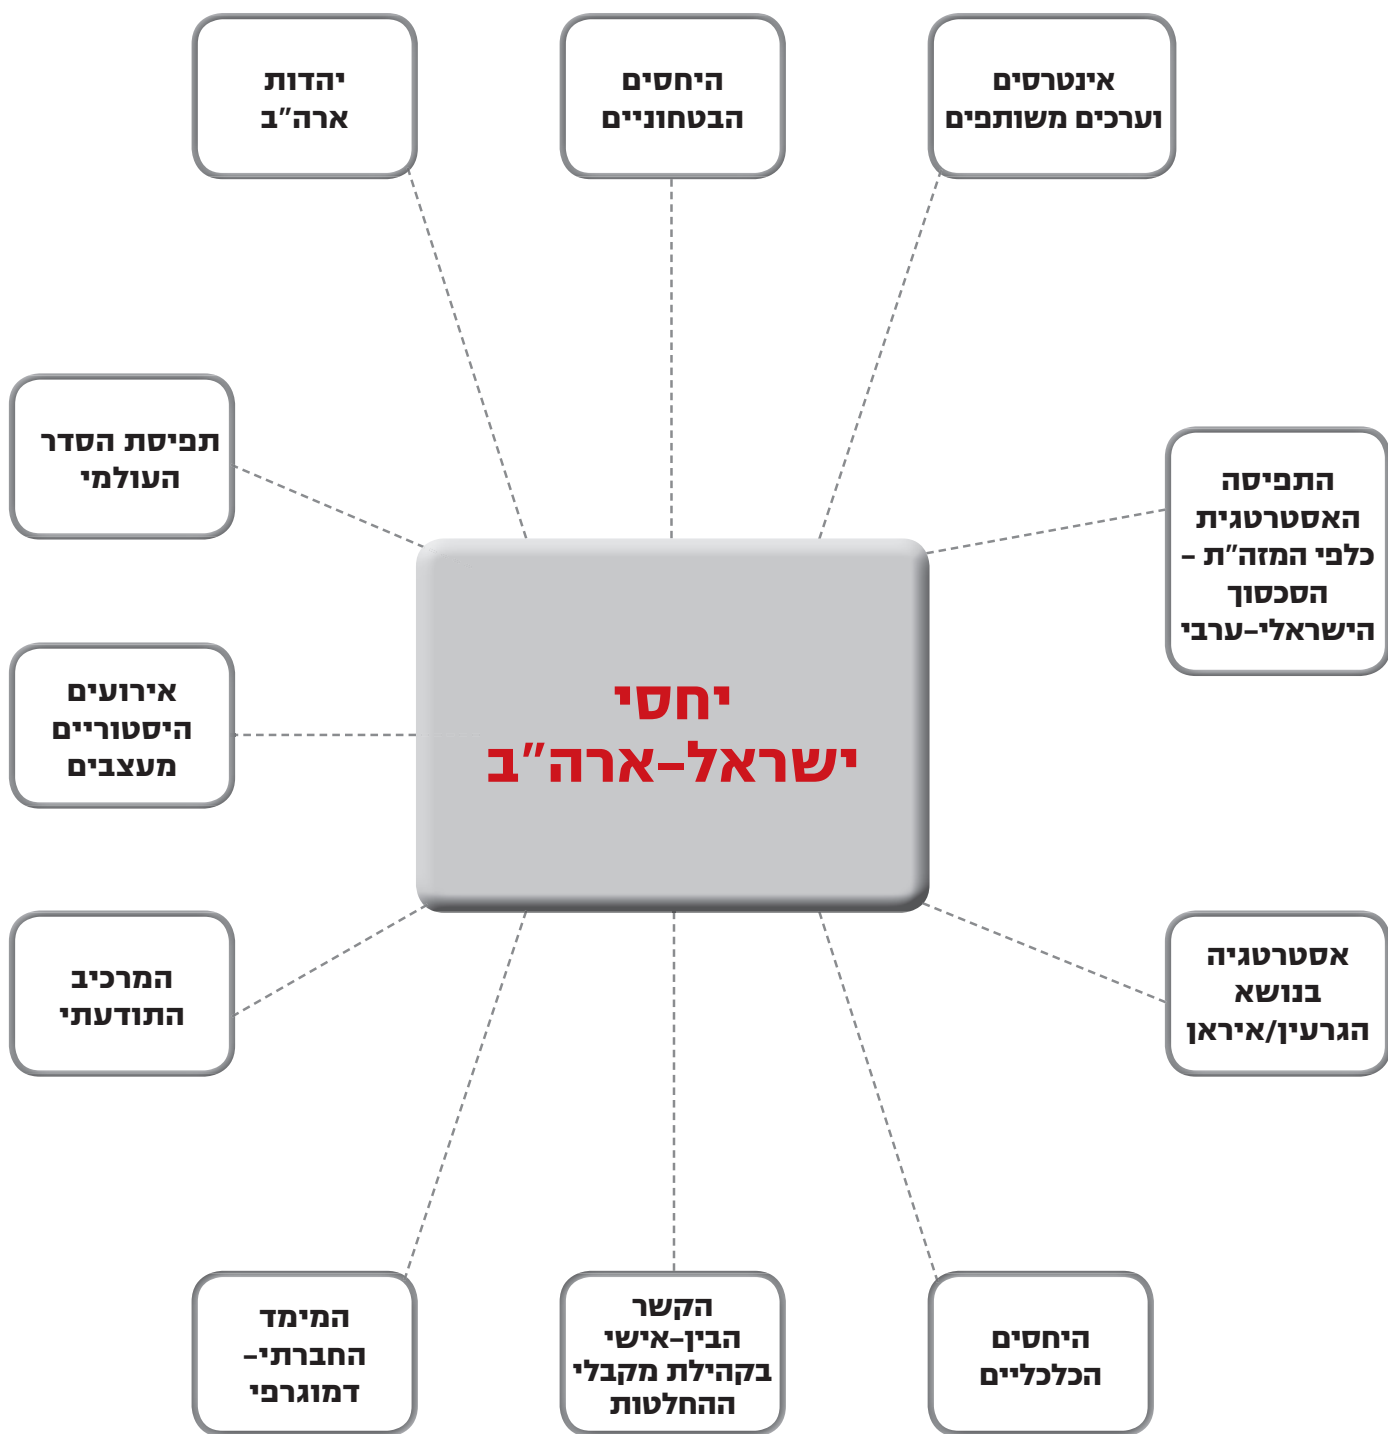 אינטרסים
וערכים משותפים
היחסים
הבטחוניים
יהדות
ארה"ב
התפיסה
האסטרטגית
כלפי המזה"ת –
הסכסוך
הישראלי–ערבי
תפיסת הסדר
העולמי
יחסי
ישראל–ארה"ב
אירועים
היסטוריים
מעצבים
אסטרטגיה
בנושא
הגרעין/איראן
המרכיב
התודעתי
היחסים
הכלכליים
הקשר
הבין–אישי
בקהילת מקבלי
ההחלטות
המימד
החברתי–
דמוגרפי